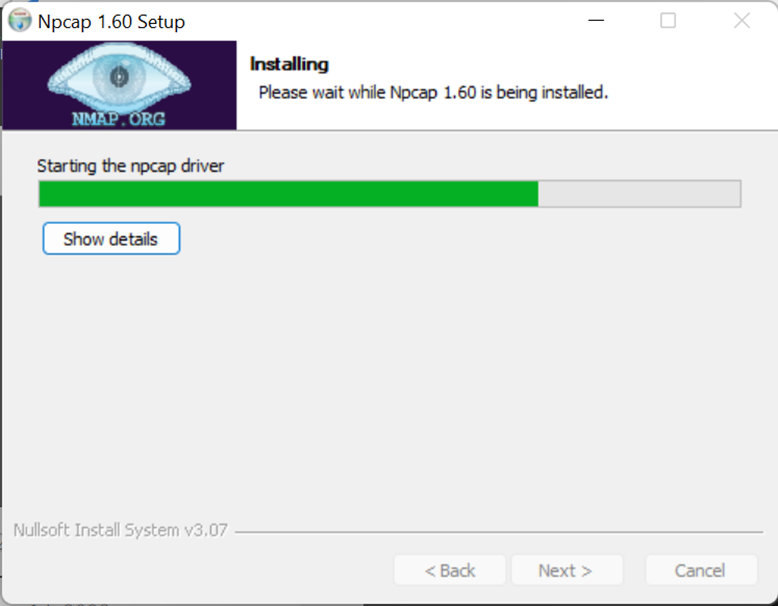 Npcap 1.60 Setup
NMAP.ORG
Installing
Please wait while Npcap 1.60 is being installed.
Starting the npcap driver
Show details
Nullsoft Install System v3.07
< Back
Next >
Cancel